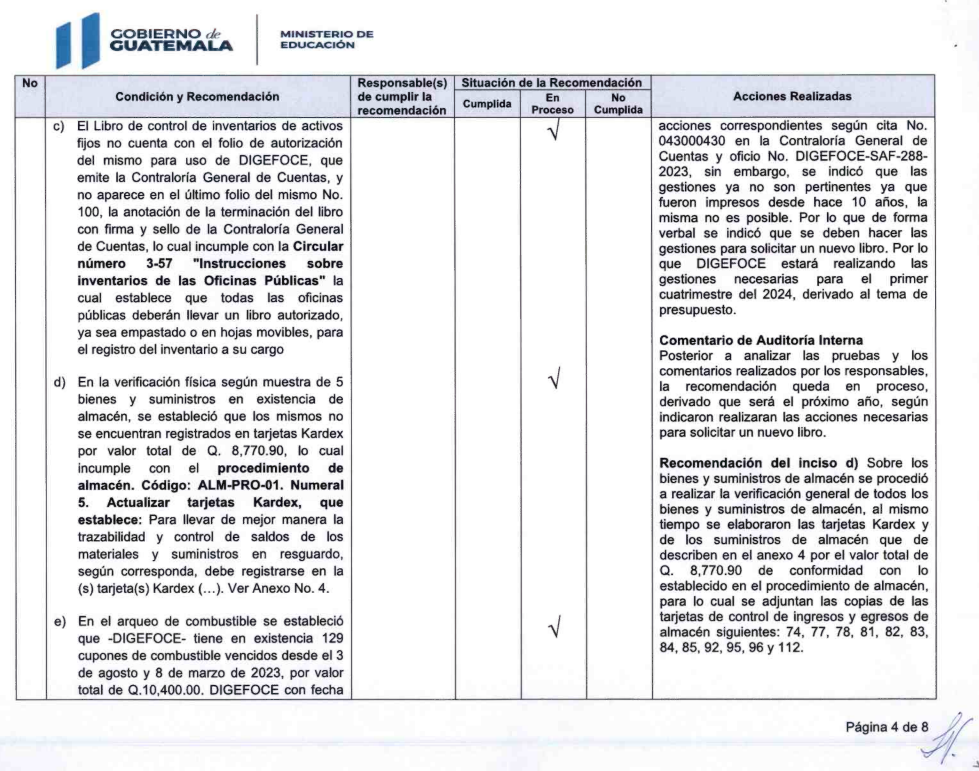 GOBIERNO de
GUATEMALA
MINISTERIO DE
EDUCACIÓN
No
Condición y Recomendación
Responsable(s)
de cumplir la
recomendación
Situación de la Recomendación
Cumplida
En
Proceso
No
Cumplida
Acciones Realizadas
c) El Libro de control de inventarios de activos
fijos no cuenta con el folio de autorización
del mismo para uso de DIGEFOCE, que
emite la Contraloría General de Cuentas, y
no aparece en el último folio del mismo No.
100, la anotación de la terminación del libro
con firma y sello de la Contraloría General
de Cuentas, lo cual incumple con la Circular
número 3-57 "Instrucciones sobre
inventarios de las Oficinas Públicas" la
cual establece que todas las oficinas
públicas deberán llevar un libro autorizado,
ya sea empastado o en hojas movibles, para
el registro del inventario a su cargo
√
d) En la verificación física según muestra de 5
bienes y suministros en existencia de
almacén, se estableció que los mismos no
se encuentran registrados en tarjetas Kardex
por valor total de Q. 8,770.90, lo cual
incumple con el procedimiento de
almacén. Código: ALM-PRO-01. Numeral
5. Actualizar tarjetas Kardex, que
establece: Para llevar de mejor manera la
trazabilidad y control de saldos de los
materiales y suministros en resguardo,
según corresponda, debe registrarse en la
(s) tarjeta(s) Kardex (...). Ver Anexo No. 4.
√
e) En el arqueo de combustible se estableció
que -DIGEFOCE- tiene en existencia 129
cupones de combustible vencidos desde el 3
de agosto y 8 de marzo de 2023, por valor
total de Q.10,400.00. DIGEFOCE con fecha
√
acciones correspondientes según cita No.
043000430 en la Contraloría General de
Cuentas y oficio No. DIGEFOCE-SAF-288-
2023, sin embargo, se indicó que las
gestiones ya no son pertinentes ya que
fueron impresos desde hace 10 años, la
misma no es posible. Por lo que de forma
verbal se indicó que se deben hacer las
gestiones para solicitar un nuevo libro. Por lo
que DIGEFOCE estará realizando las
gestiones necesarias para el primer
cuatrimestre del 2024, derivado al tema de
presupuesto.
Comentario de Auditoría Interna
Posterior a analizar las pruebas y los
comentarios realizados por los responsables,
la recomendación queda en proceso,
derivado que será el próximo año, según
indicaron realizaran las acciones necesarias
para solicitar un nuevo libro.
Recomendación del inciso d) Sobre los
bienes y suministros de almacén se procedió
a realizar la verificación general de todos los
bienes y suministros de almacén, al mismo
tiempo se elaboraron las tarjetas Kardex y
de los suministros de almacén que de
describen en el anexo 4 por el valor total de
Q. 8,770.90 de conformidad con lo
establecido en el procedimiento de almacén,
para lo cual se adjuntan las copias de las
tarjetas de control de ingresos y egresos de
almacén siguientes: 74, 77, 78, 81, 82, 83,
84, 85, 92, 95, 96 y 112.
Página 4 de 8